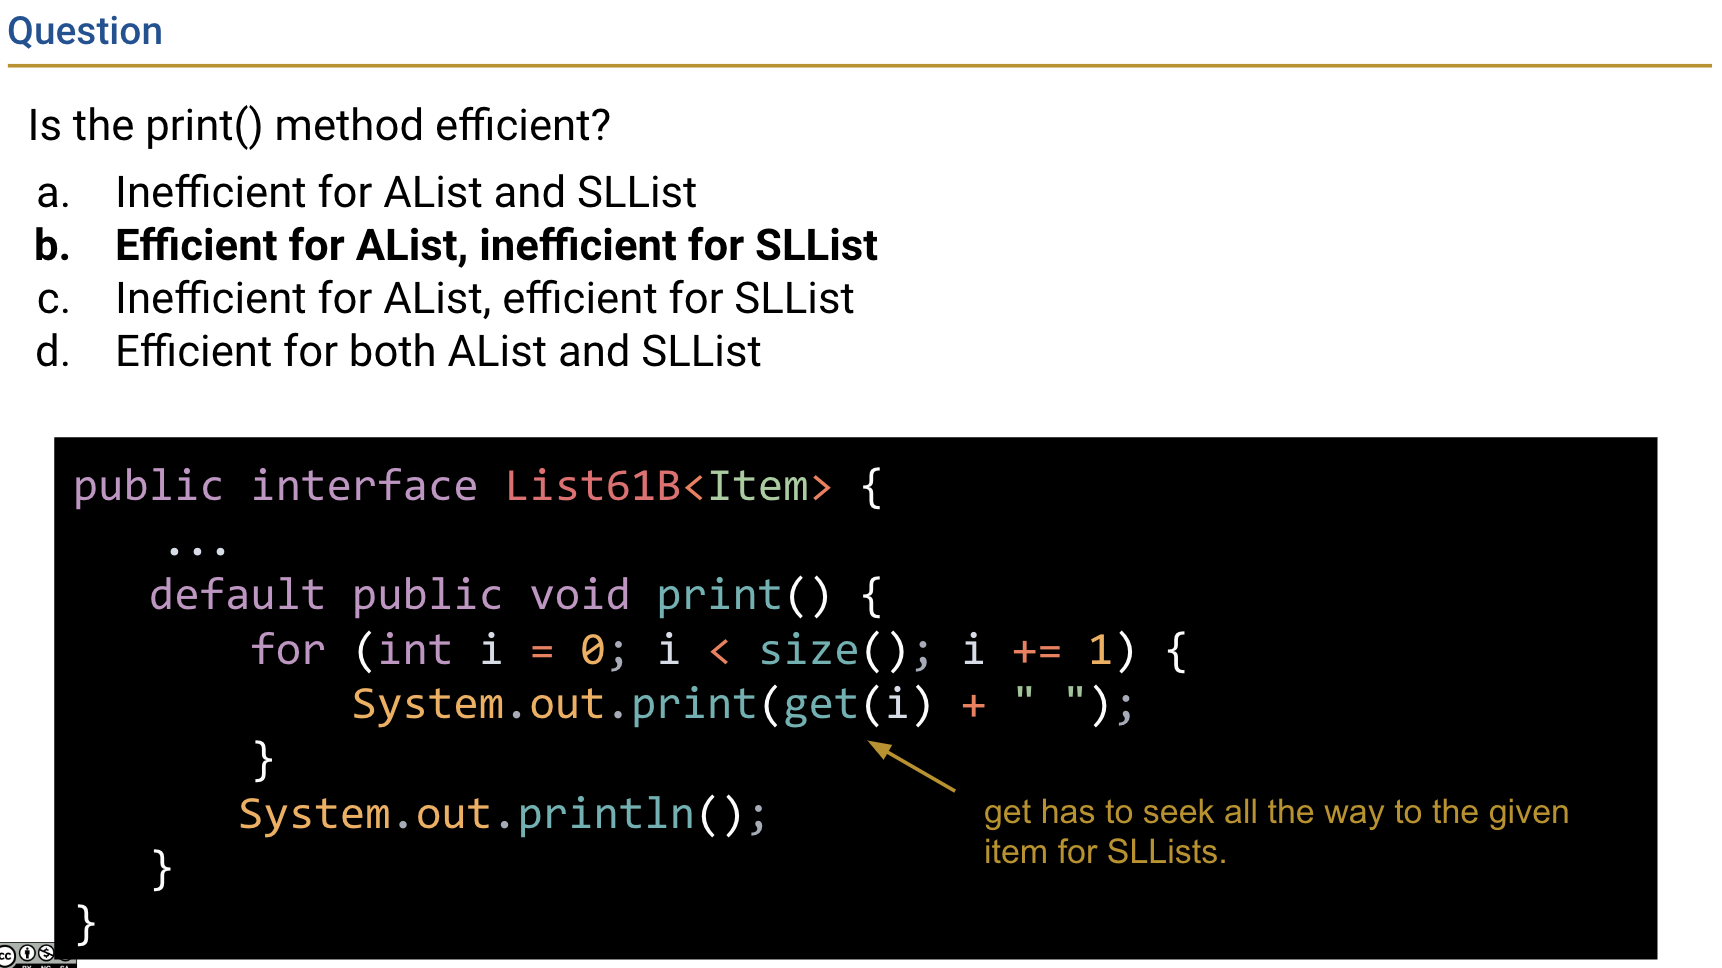 Question
Is the print() method efficient?
a. Inefficient for AList and SLList
b. Efficient for AList, inefficient for SLList
c. Inefficient for AList, efficient for SLList
d. Efficient for both AList and SLList
public interface List61B<Item> {
...
default public void print() {
for (int i = 0; i < size(); i += 1) {
System.out.print(get(i) + " ");
}
System.out.println();
}
}
get has to seek all the way to the given
item for SLLists.
cc